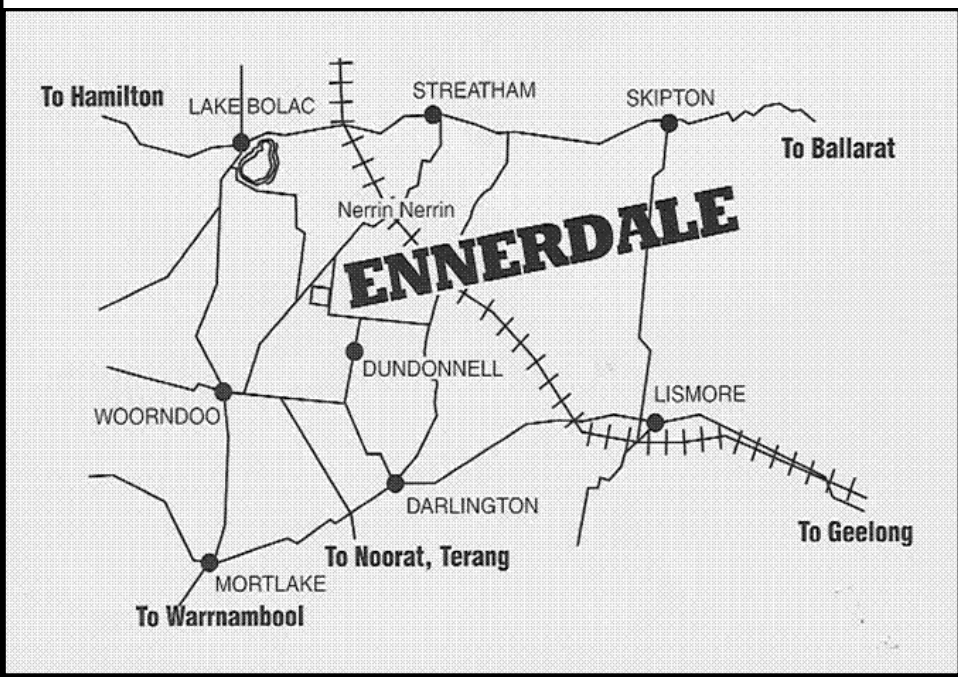 To Hamilton
LAKE BOLAC
STREATHAM
SKIPTON
To Ballarat
Nerrin Nerrin
ENNERDALE
DUNDONNELL
LISMORE
WOORNDOO
DARLINGTON
To Geelong
To Noorat, Terang
MORTLAKE
To Warrnambool